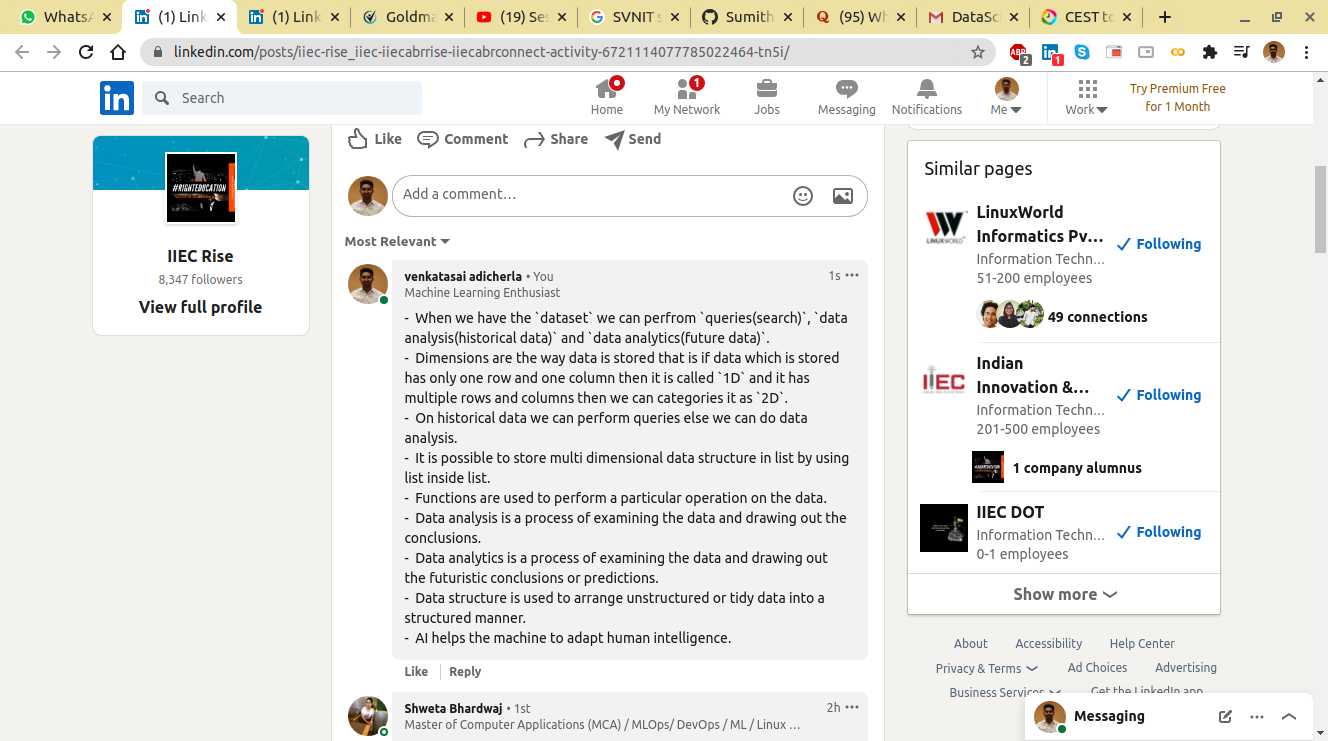 WhatsA
(1) Link
(1) Link
Goldma
(19) Ses
SVNIT s
Sumith
(95) Wh
DataSci
CEST to
linkedin.com/posts/iiec-rise_iiec-iiecabrrise-iiecabrconnect-activity-6721114077785022464-tn5i/
2
1
in
Search
Home
1
My Network
Jobs
Messaging
Notifications
Me
Work
Try Premium Free
for 1 Month
#RIGHTEDUCATION
IIEC Rise
8,347 followers
View full profile
Like
Comment
Share
Send
Add a comment…
Most Relevant
venkatasai adicherla • You
1s
Machine Learning Enthusiast
- When we have the `dataset` we can perfrom `queries(search)`, `data
analysis(historical data)` and `data analytics(future data)`.
- Dimensions are the way data is stored that is if data which is stored
has only one row and one column then it is called `1D` and it has
multiple rows and columns then we can categories it as `2D`.
- On historical data we can perform queries else we can do data
analysis.
- It is possible to store multi dimensional data structure in list by using
list inside list.
- Functions are used to perform a particular operation on the data.
- Data analysis is a process of examining the data and drawing out the
conclusions.
- Data analytics is a process of examining the data and drawing out
the futuristic conclusions or predictions.
- Data structure is used to arrange unstructured or tidy data into a
structured manner.
- AI helps the machine to adapt human intelligence.
Like
Reply
Shweta Bhardwaj • 1st
2h
Master of Computer Applications (MCA) / MLOps/ DevOps / ML / Linux …
Similar pages
LINUXWORLD
LinuxWorld
Informatics Pv...
Following
Information Techn...
51-200 employees
49 connections
IIEC
Indian
Innovation &...
Following
Information Techn...
201-500 employees
1 company alumnus
IIEC DOT
Information Techn...
Following
0-1 employees
Show more
About
Accessibility
Help Center
Privacy & Terms
Ad Choices
Advertising
Business Services
Get the LinkedIn app
Messaging